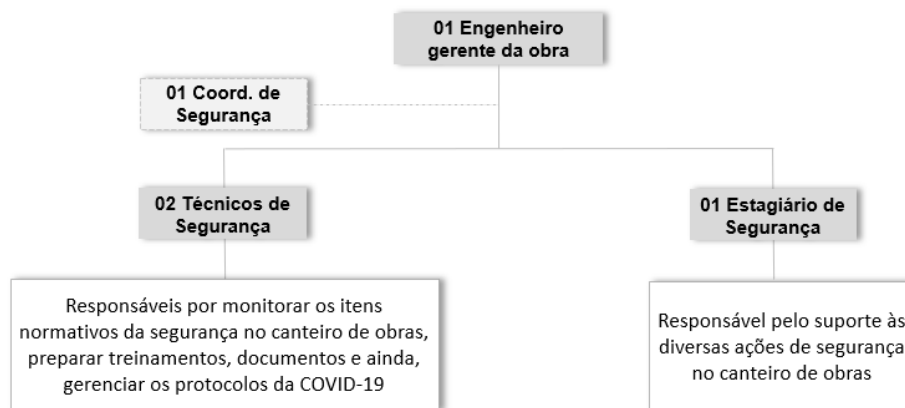 01 Engenheiro
gerente da obra
01 Coord. de
Segurança
02 Técnicos de
Segurança
01 Estagiário de
Segurança
Responsáveis por monitorar os itens
normativos da segurança no canteiro de obras,
preparar treinamentos, documentos e ainda,
gerenciar os protocolos da COVID-19
Responsável pelo suporte às
diversas ações de segurança
no canteiro de obras